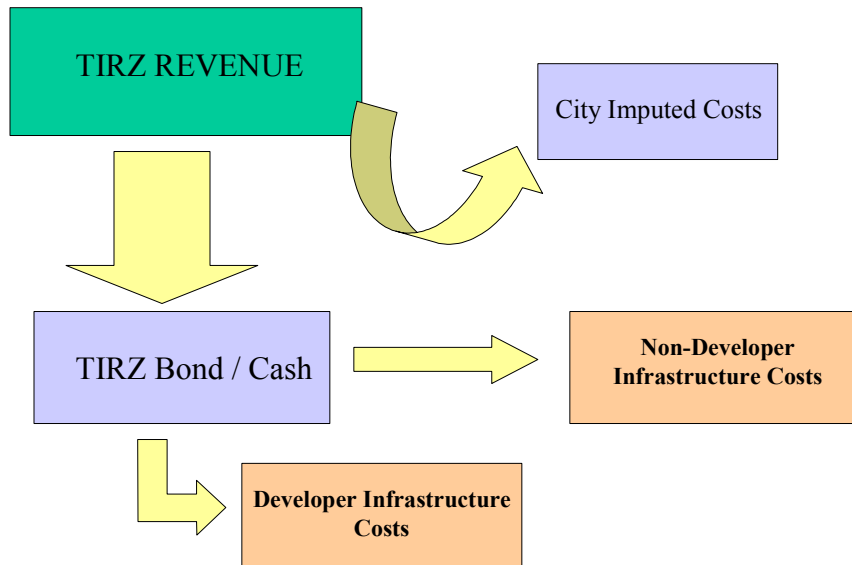 TIRZ REVENUE
City Imputed Costs
TIRZ Bond / Cash
Non-Developer
Infrastructure Costs
Developer Infrastructure
Costs